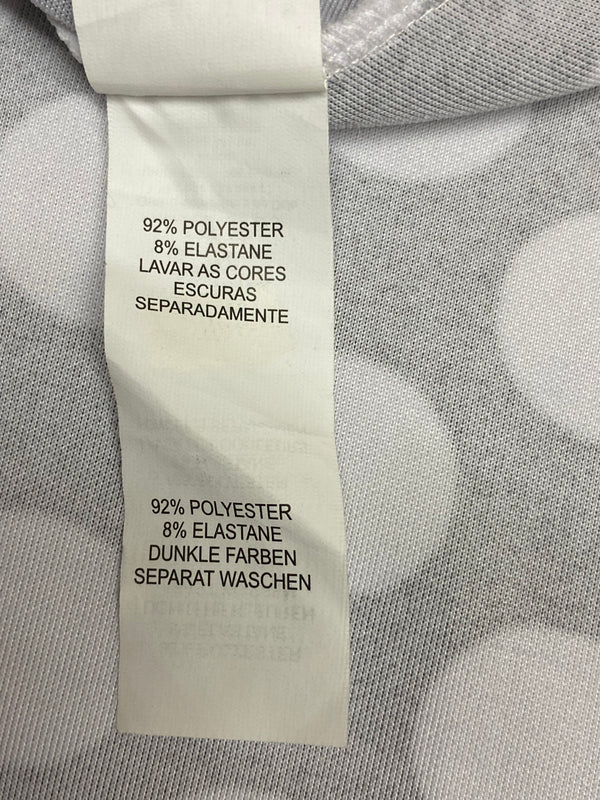 92% POLYESTER
8% ELASTANE
LAVAR AS CORES
ESCURAS
SEPARADAMENTE
92% POLYESTER
8% ELASTANE
DUNKLE FARBEN
SEPARAT WASCHEN